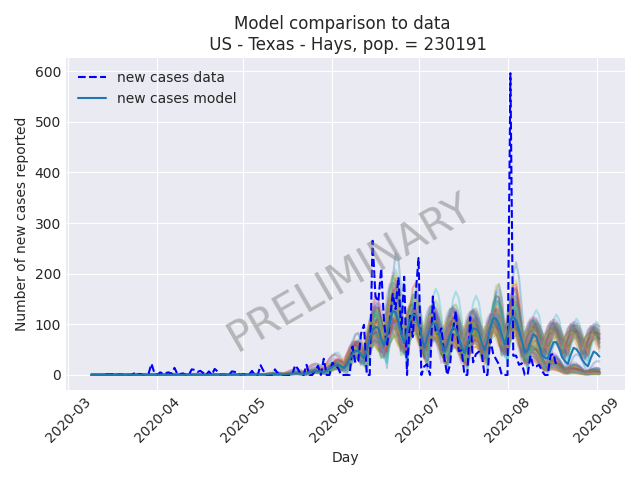 Model comparison to data
US - Texas - Hays, pop. = 230191
new cases data
new cases model
600
500
400
300
200
100
0
Number of new cases reported
PRELIMINARY
2020-03
2020-04
2020-05
2020-06
2020-07
2020-08
2020-09
Day